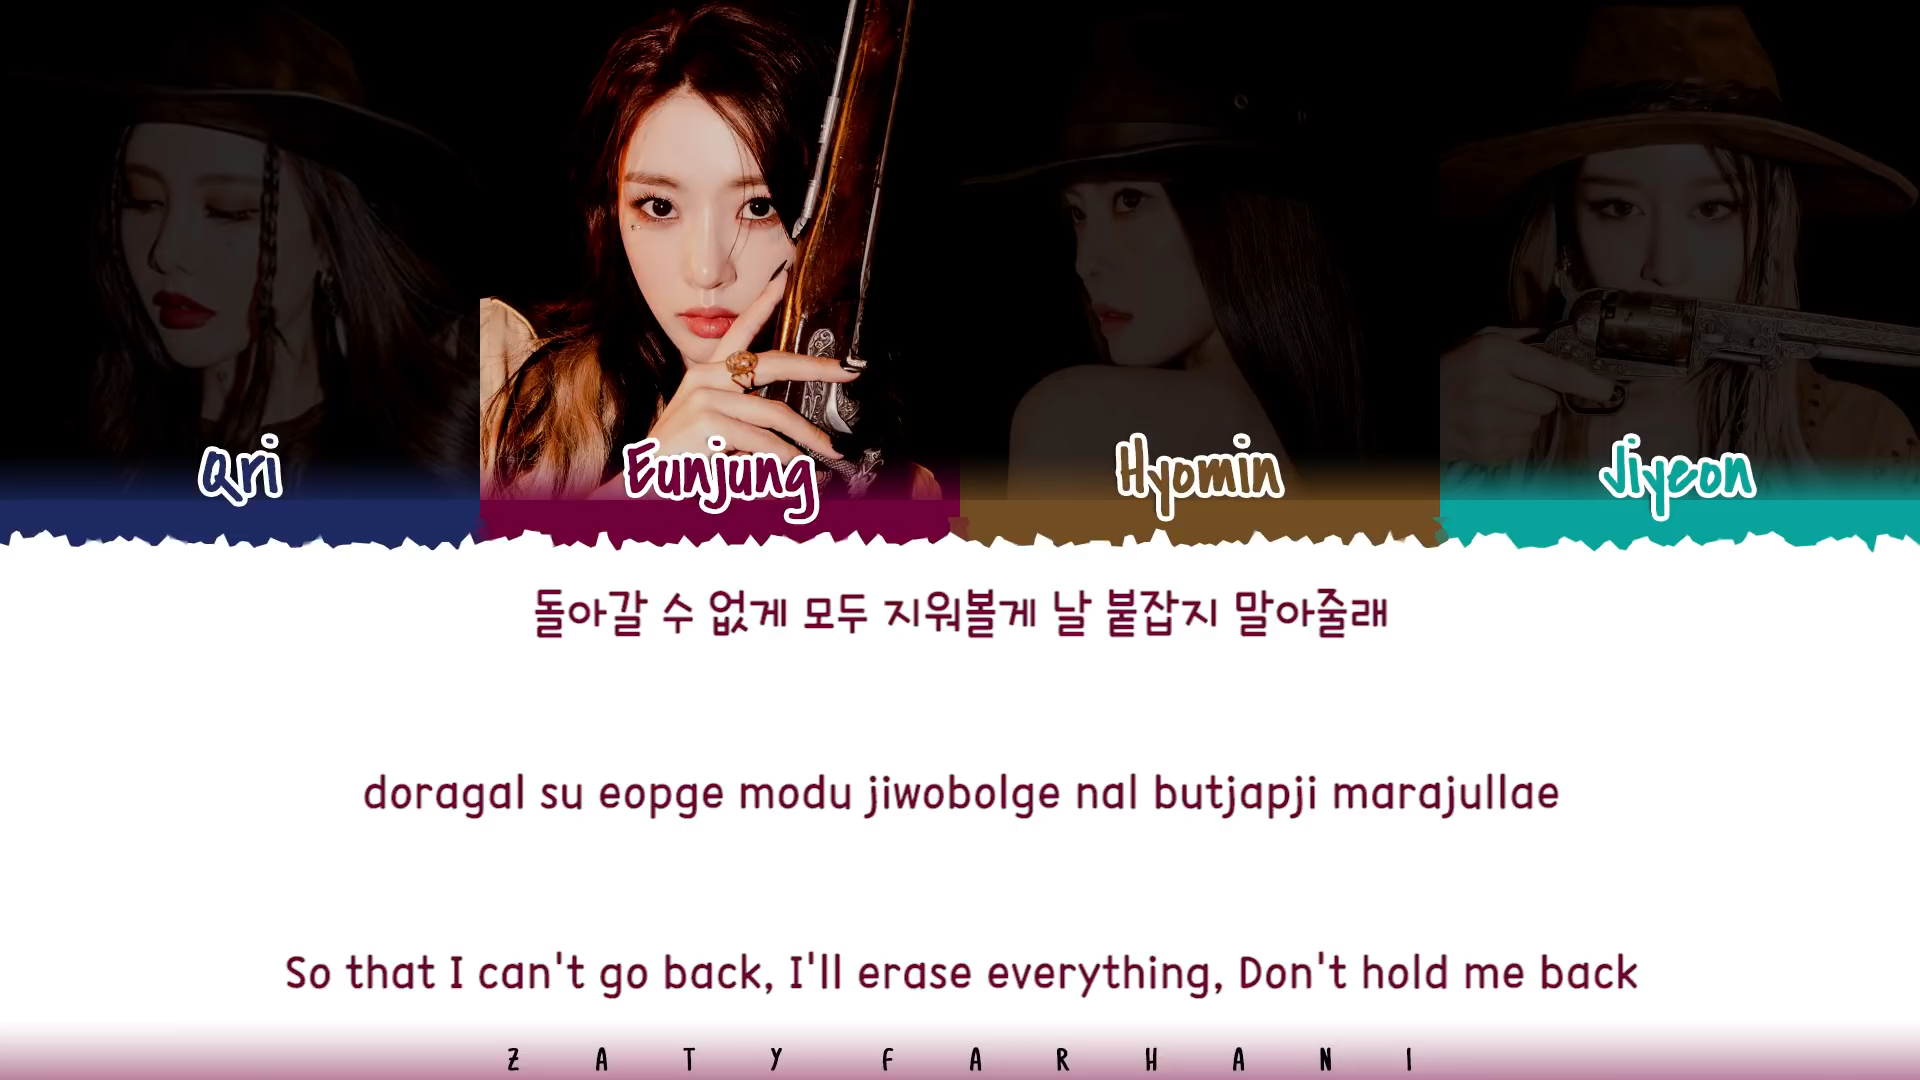 Qri
Eunjung
Hyomin
Jiyeon
돌아갈 수 없게 모두 지워볼게 날 붙잡지 말아줄래
doragal su eopge modu jiwobolge nal butjapji marajullae
So that I can't go back, I'll erase everything, Don't hold me back
ZATY FARHANI